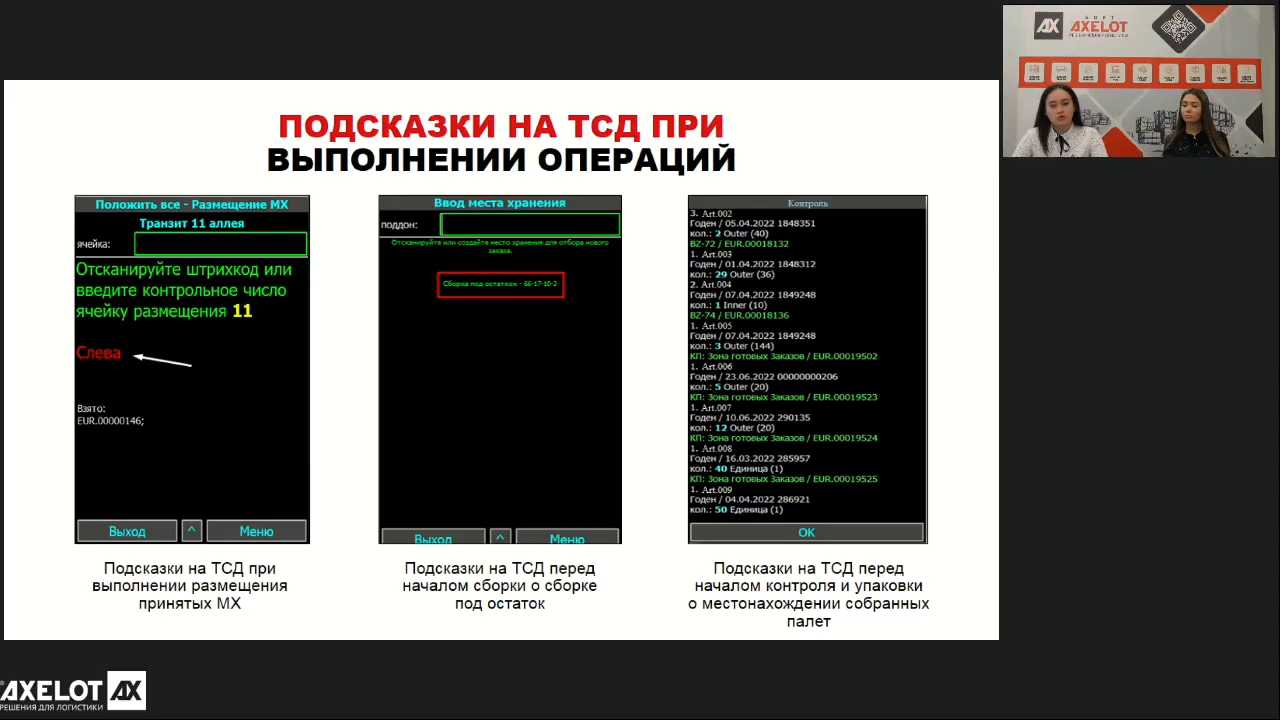 ПОДСКАЗКИ НА ТСД ПРИ
ВЫПОЛНЕНИИ ОПЕРАЦИЙ
Положить все - Размещение МХ
Транзит 11 аллея
ячейка:
Отсканируйте штрихкод или
введите контрольное число
ячейку размещения 11
Слева
Взято:
EUR.00000146;
Выход
^
Меню
Подсказки на ТСД при
выполнении размещения
принятых МХ
Ввод места хранения
поддон:
Отсканируйте или создайте место хранения для отбора нового
заказа.
Сборка под остаток - 66-17-10-2
Выход
^
Меню
Подсказки на ТСД перед
началом сборки о сборке
под остаток
Контроль
3. Art.002
Годен / 05.04.2022 1848351
кол.: 2 Outer (40)
BZ-72 / EUR.00018132
1. Art.003
Годен / 01.04.2022 1848312
кол.: 29 Outer (36)
2. Art.004
Годен / 07.04.2022 1849248
кол.: 1 Inner (10)
BZ-74 / EUR.00018136
1. Art.005
Годен / 07.04.2022 1849248
кол.: 3 Outer (144)
КП: Зона готовых Заказов / EUR.00019502
1. Art.006
Годен / 23.06.2022 00000000206
кол.: 5 Outer (20)
КП: Зона готовых Заказов / EUR.00019523
1. Art.007
Годен / 10.06.2022 290135
кол.: 12 Outer (20)
КП: Зона готовых Заказов / EUR.00019524
1. Art.008
Годен / 16.03.2022 285957
кол.: 40 Единица (1)
КП: Зона готовых Заказов / EUR.00019525
1. Art.009
Годен / 04.04.2022 286921
кол.: 50 Единица (1)
OK
Подсказки на ТСД перед
началом контроля и упаковки
о местонахождении собранных
палет
AX
SOFT
AXELOT
AXELOT AX
РЕШЕНИЯ ДЛЯ ЛОГИСТИКИ